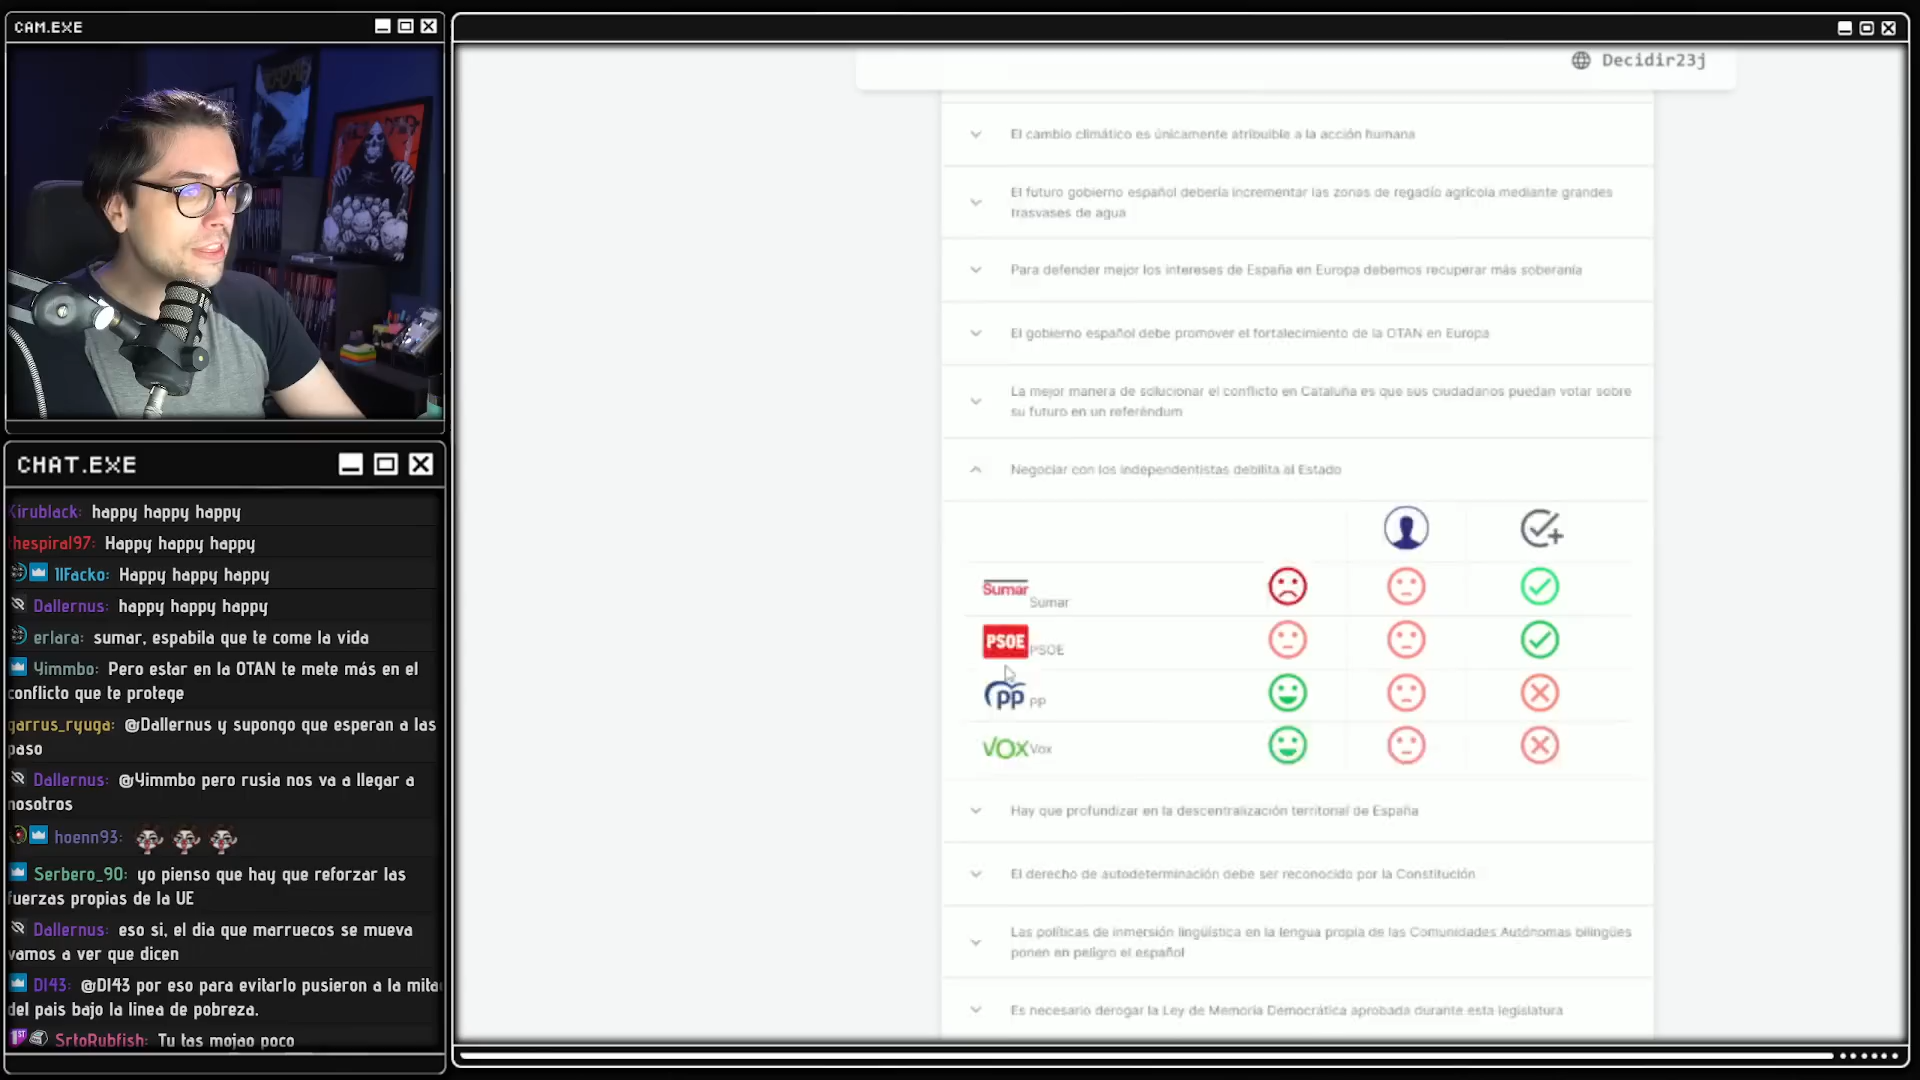 CAM.EXE
CHAT.EXE
Kirublack: happy happy happy
thespiral97: Happy happy happy
11Facko: Happy happy happy
Dallernus: happy happy happy
erlara: sumar, espabila que te come la vida
Yimmbo: Pero estar en la OTAN te mete más en el
conflicto que te protege
garrus_ryuga: @Dallernus y supongo que esperan a las
paso
Dallernus: @Yimmbo pero rusia nos va a llegar a
nosotros
hoenn93:
Serbero_90: yo pienso que hay que reforzar las
fuerzas propias de la UE
Dallernus: eso si, el dia que marruecos se mueva
vamos a ver que dicen
D143: @D143 por eso para evitarlo pusieron a la mita
del pais bajo la linea de pobreza.
1ST
SrtoRubfish: Tu tas mojao poco
Decidir23j
El cambio climático es únicamente atribuible a la acción humana
El futuro gobierno español debería incrementar las zonas de regadío agrícola mediante grandes
trasvases de agua
Para defender mejor los intereses de España en Europa debemos recuperar más soberanía
El gobierno español debe promover el fortalecimiento de la OTAN en Europa
La mejor manera de solucionar el conflicto en Cataluña es que sus ciudadanos puedan votar sobre
su futuro en un referéndum
Negociar con los independentistas debilita al Estado
Sumar Sumar
PSOE PSOE
PP PP
VOX Vox
Hay que profundizar en la descentralización territorial de España
El derecho de autodeterminación debe ser reconocido por la Constitución
Las políticas de inmersión lingüística en la lengua propia de las Comunidades Autónomas bilingües
ponen en peligro el español
Es necesario derogar la Ley de Memoria Democrática aprobada durante esta legislatura